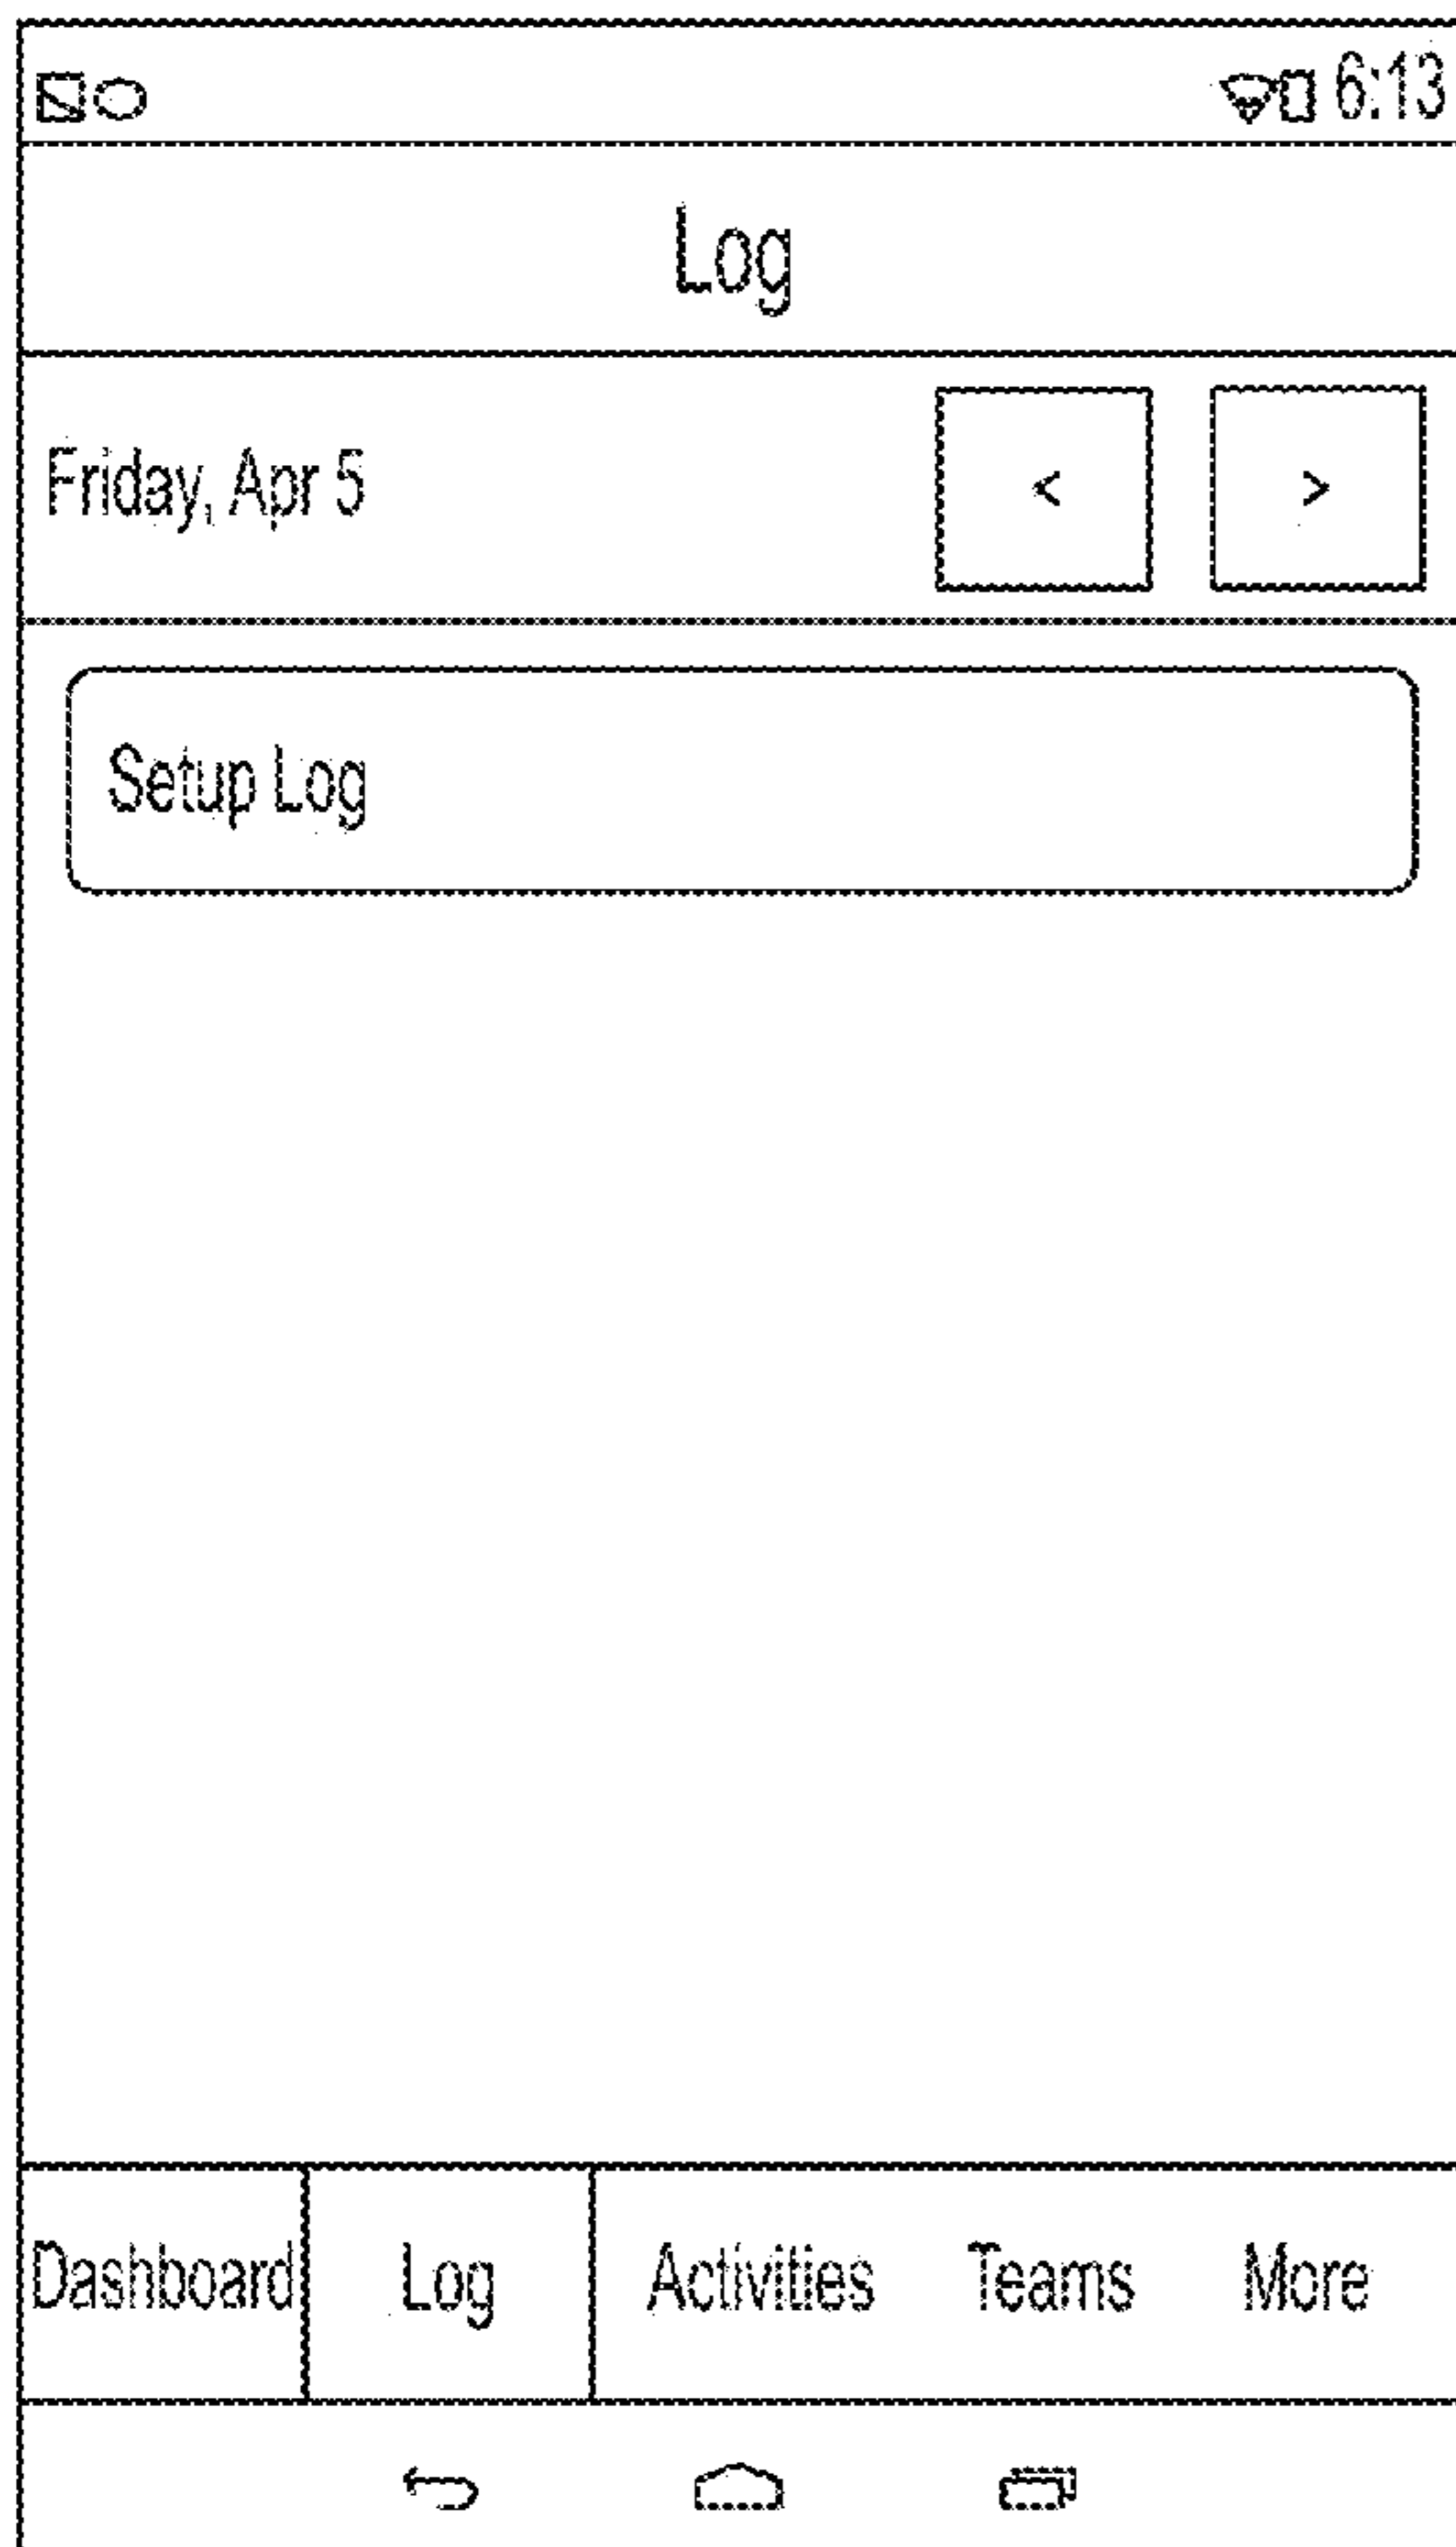 6:13
Log
Friday, Apr 5 < >
Setup Log
Dashboard Log Activities Teams More